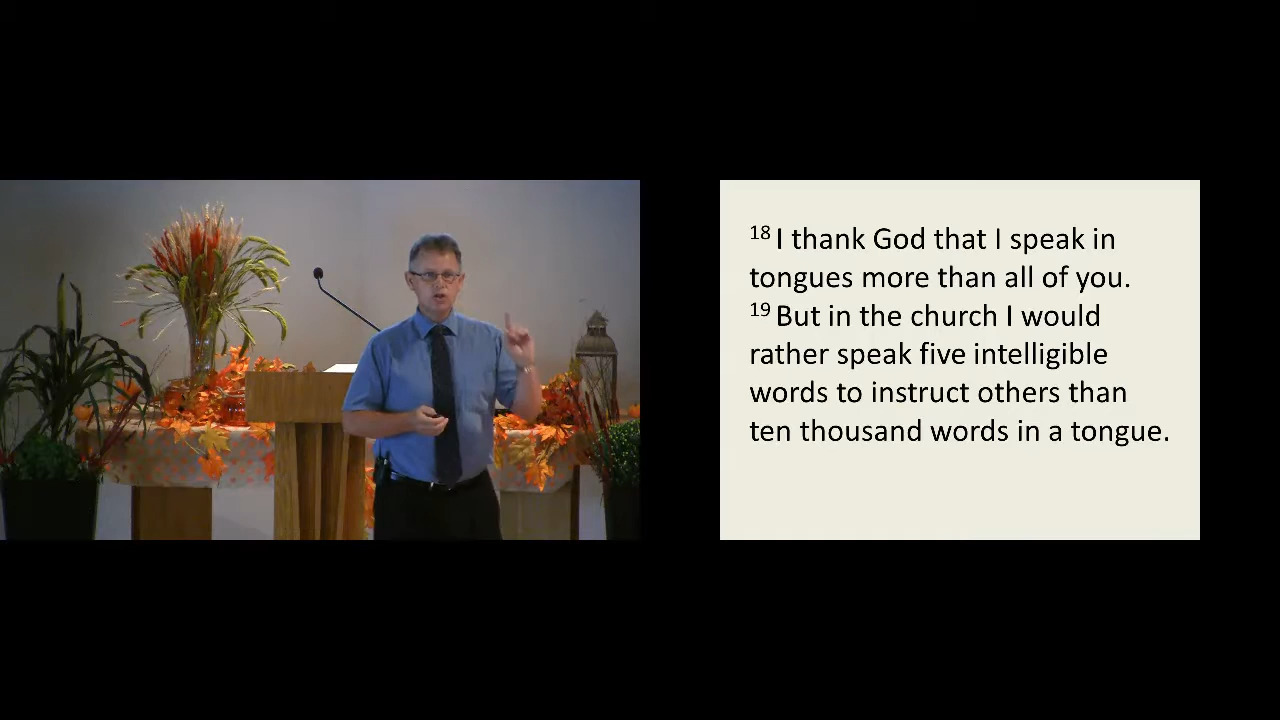 18 I thank God that I speak in
tongues more than all of you.
19 But in the church I would
rather speak five intelligible
words to instruct others than
ten thousand words in a tongue.